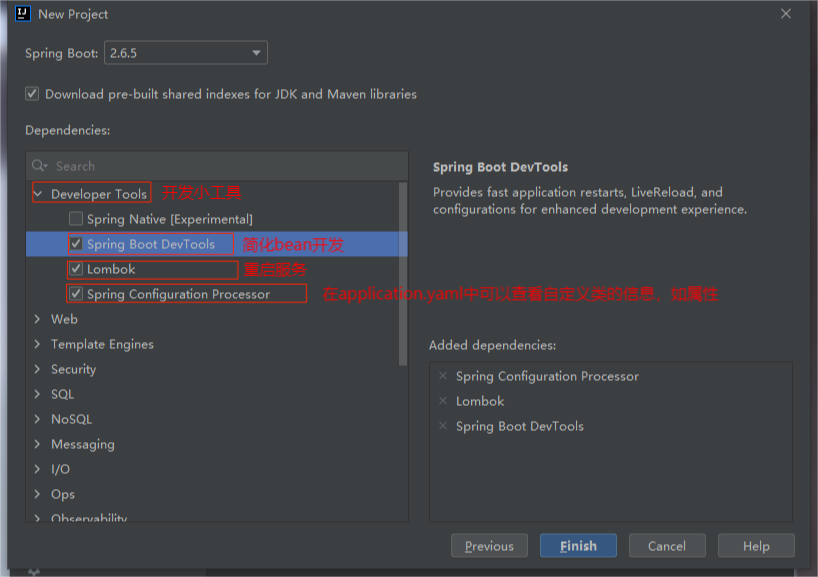 New Project
Spring Boot: 2.6.5
Download pre-built shared indexes for JDK and Maven libraries
Dependencies:
Search
Developer Tools 开发小工具
Spring Native [Experimental]
Spring Boot DevTools 简化bean开发
Lombok 重启服务
Spring Configuration Processor 在application.yaml中可以查看自定义类的信息。如属性
Web
Template Engines
Security
SQL
NoSQL
Messaging
I/O
Ops
Observability
Spring Boot DevTools
Provides fast application restarts, LiveReload, and
configurations for enhanced development experience.
Added dependencies:
Spring Configuration Processor
Lombok
Spring Boot DevTools
Previous Finish Cancel Help